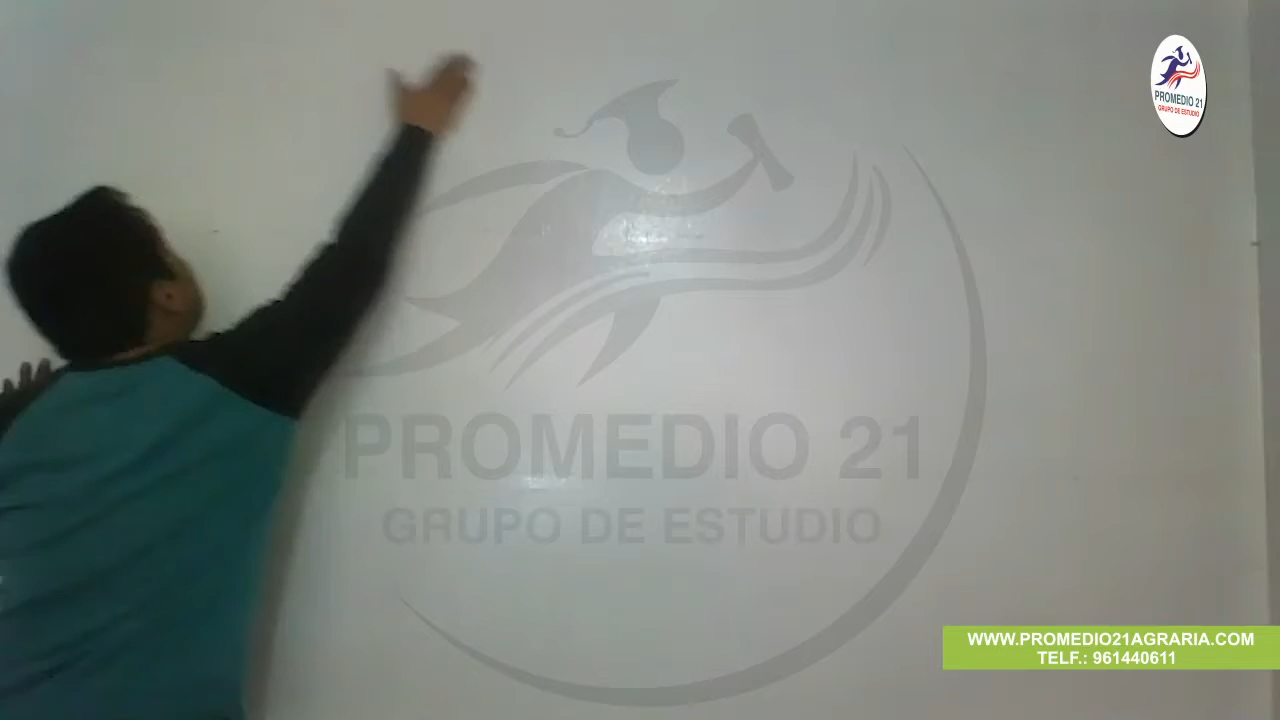 PROMEDIO 21
GRUPO DE ESTUDIO
PROMEDIO 21
GRUPO DE ESTUDIO
WWW.PROMEDIO21AGRARIA.COM
TELF.: 961440611